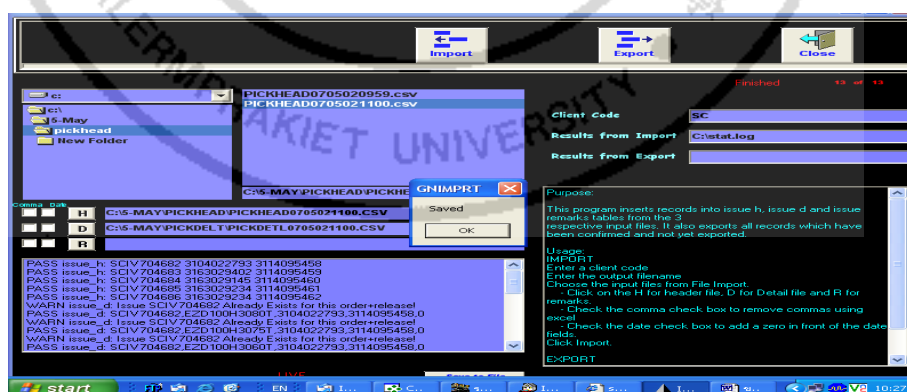 Import
Export
Close
Finished 13 of 13
c:
c:\
5-May
pickhead
New Folder
PICKHEAD0705020959.csv
PICKHEAD0705021100.csv
C:\5-MAY\PICKHEAD\PICKHE
Client Code SC
Results from Import C:\stat.log
Results from Export
GNIMPRT
Saved
OK
Comma Date
H C:\5-MAY\PICKHEAD\PICKHEAD0705021100.CSV
D C:\5-MAY\PICKDELT\PICKDETL0705021100.CSV
R
PASS issue_h: SCIV704682 3104022793 3114095458
PASS issue_h: SCIV704683 3163029402 3114095459
PASS issue_h: SCIV704684 3163029145 3114095460
PASS issue_h: SCIV704685 3163029234 3114095461
PASS issue_h: SCIV704686 3163029234 3114095462
WARN issue_d: Issue SCIV704682 Already Exists for this order+release!
PASS issue_d: SCIV704682,EZD100H3080T,3104022793,3114095458,0
WARN issue_d: Issue SCIV704682 Already Exists for this order+release!
PASS issue_d: SCIV704682,EZD100H3075T,3104022793,3114095458,0
WARN issue_d: Issue SCIV704682 Already Exists for this order+release!
PASS issue_d: SCIV704682,EZD100H3060T,3104022793,3114095458,0
Purpose:
This program inserts records into issue h, issue d and issue
remarks tables from the 3
respective input files. It also exports all records which have
been confirmed and not yet exported.
Usage:
IMPORT
Enter a client code
Enter the output filename
Choose the input files from File Import.
- Click on the H for header file, D for Detail file and R for
remarks.
- Check the comma check box to remove commas using
excel
- Check the date check box to add a zero in front of the date
fields.
Click Import.
EXPORT
LIVE
Save to File
start
EN
10:27
UNIVERSITY